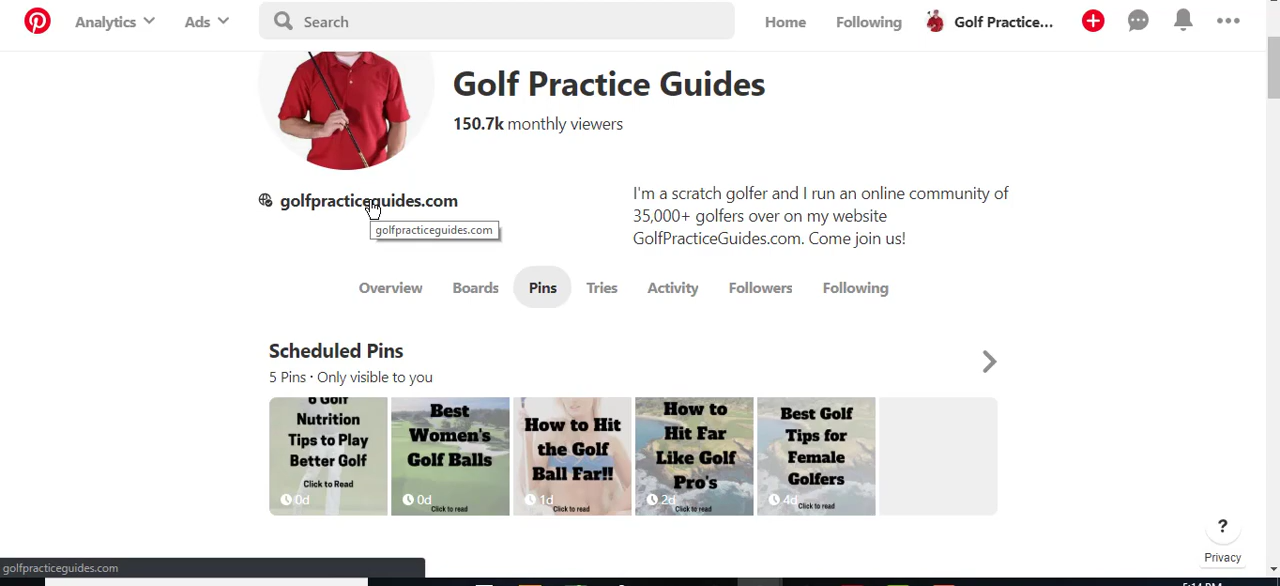 Analytics Ads Search Home Following Golf Practice...
Golf Practice Guides
150.7k monthly viewers
golfpracticeguides.com
golfpracticeguides.com
I'm a scratch golfer and I run an online community of
35,000+ golfers over on my website
GolfPracticeGuides.com. Come join us!
Overview Boards Pins Tries Activity Followers Following
Scheduled Pins
5 Pins · Only visible to you
6 Golf
Nutrition
Tips to Play
Better Golf
Click to Read
0d
Best
Women's
Golf Balls
0d
Click to read
How to Hit
the Golf
Ball Far!!
1d
Click to read
How to
Hit Far
Like Golf
Pro's
2d
Click to read
Best Golf
Tips for
Female
Golfers
4d
Click to read
?
Privacy
golfpracticeguides.com